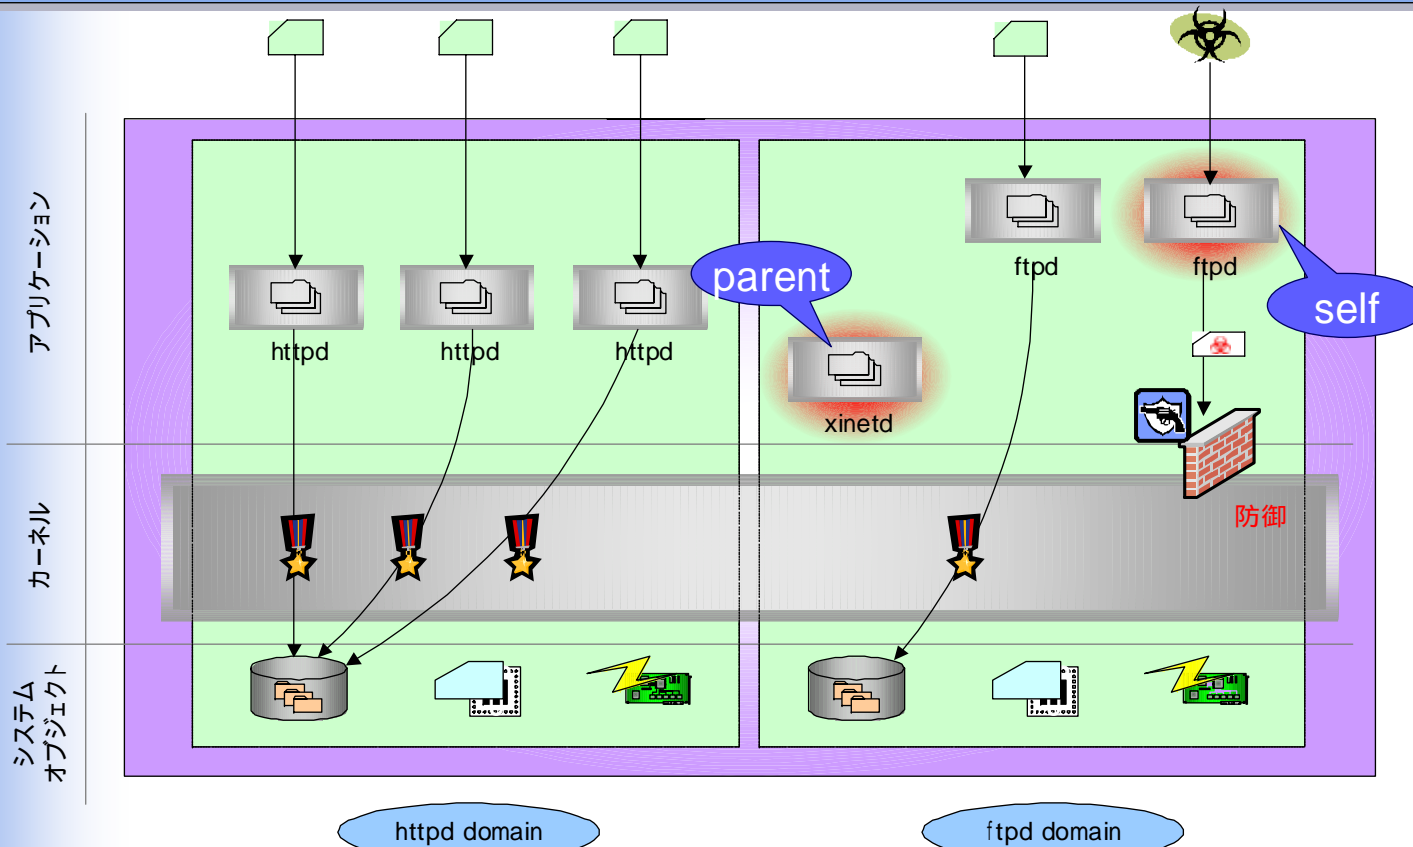 アプリケーション
カーネル
システム
オブジェクト
httpd
httpd
httpd
parent
xinetd
ftpd
ftpd
self
防御
httpd domain
ftpd domain